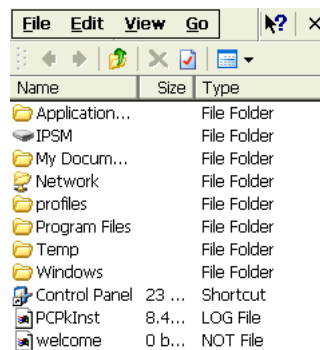 File Edit View Go ?
Name Size Type
Application... File Folder
IPSM File Folder
My Docum... File Folder
Network File Folder
profiles File Folder
Program Files File Folder
Temp File Folder
Windows File Folder
Control Panel 23 ... Shortcut
PCPkInst 8.4... LOG File
welcome 0 b... NOT File